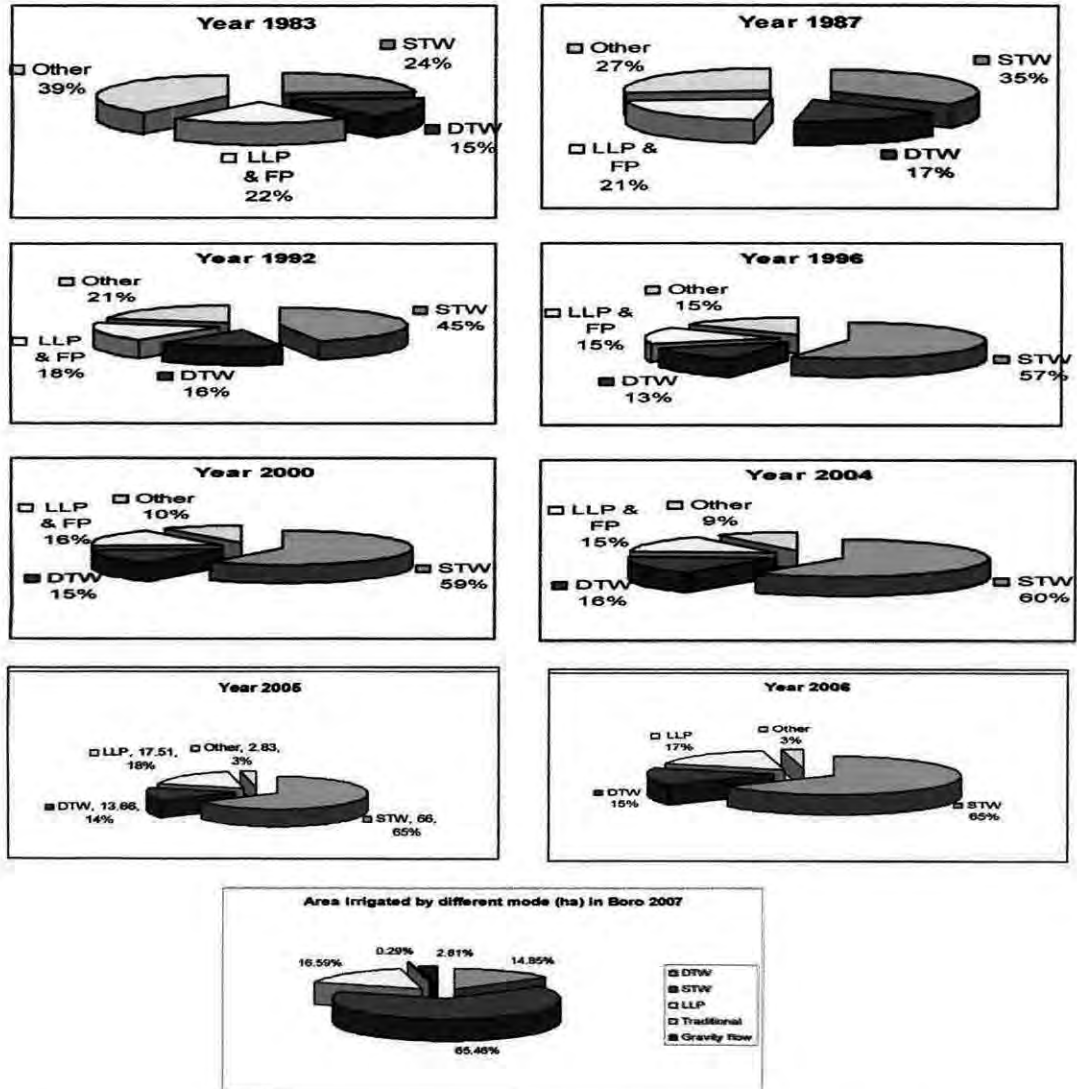 Year 1983
STW
24%
Other
39%
DTW
15%
LLP
& FP
22%
Year 1987
Other
27%
STW
35%
LLP &
FP
21%
DTW
17%
Year 1992
Other
21%
STW
45%
LLP
& FP
18%
DTW
16%
Year 1996
Other
15%
LLP &
FP
15%
STW
57%
DTW
13%
Year 2000
Other
10%
LLP
& FP
16%
DTW
15%
STW
59%
Year 2004
Other
9%
LLP &
FP
15%
DTW
16%
STW
60%
Year 2005
LLP, 17.51,
18%
Other, 2.83,
3%
DTW, 13.66,
14%
STW, 66,
65%
Year 2006
Other
3%
LLP
17%
DTW
15%
STW
65%
Area Irrigated by different mode (ha) in Boro 2007
0.29%
2.81%
16.59%
14.85%
65.46%
DTW
STW
LLP
Traditional
Gravity flow